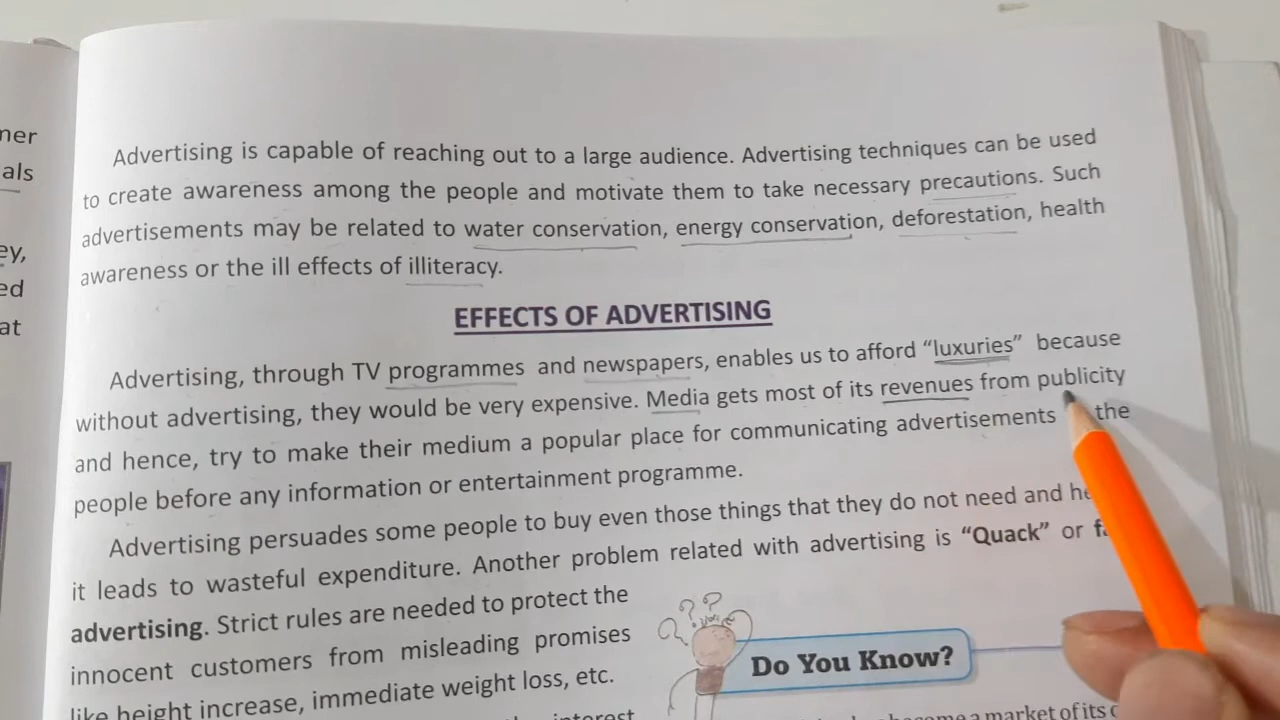 ner
als
ey,
ed
at
Advertising is capable of reaching out to a large audience. Advertising techniques can be used
to create awareness among the people and motivate them to take necessary precautions. Such
advertisements may be related to water conservation, energy conservation, deforestation, health
awareness or the ill effects of illiteracy.
EFFECTS OF ADVERTISING
Advertising, through TV programmes and newspapers, enables us to afford “luxuries” because
without advertising, they would be very expensive. Media gets most of its revenues from publicity
and hence, try to make their medium a popular place for communicating advertisements the
people before any information or entertainment programme.
Advertising persuades some people to buy even those things that they do not need and
it leads to wasteful expenditure. Another problem related with advertising is “Quack” or
advertising. Strict rules are needed to protect the
innocent customers from misleading promises
like height increase, immediate weight loss, etc.
interest
? ?
?
Do You Know?
become a market of its